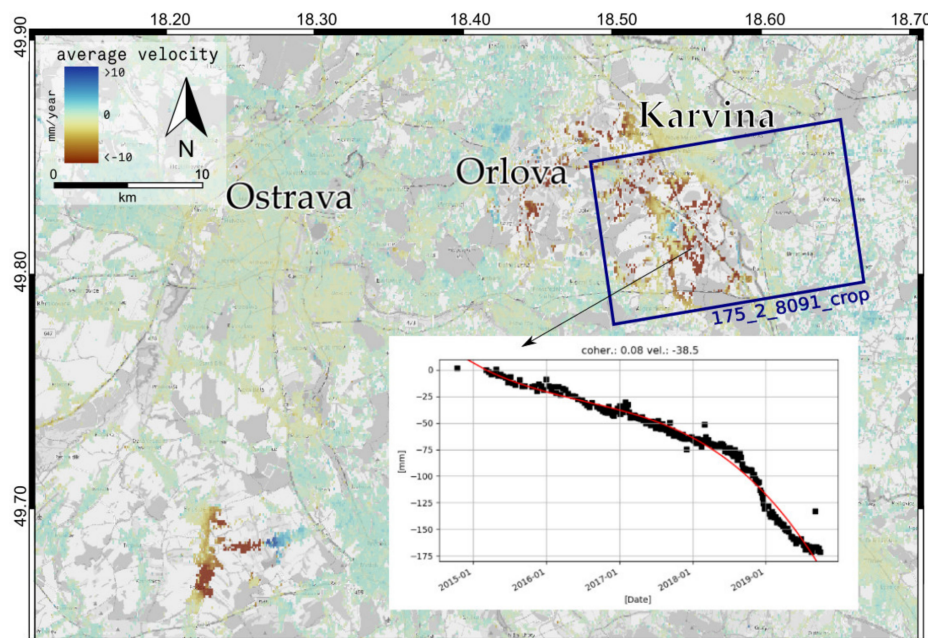 18.20 18.30 18.40 18.50 18.60 18.70
49.90
average velocity
>10
0
<-10
mm/year
N
0 10
km
Karvina
Orlova
Ostrava
49.80
175_2_8091_crop
49.70
coher.: 0.08 vel.: -38.5
0
−25
−50
−75
−100
−125
−150
−175
[mm]
2015-01 2016-01 2017-01 2018-01 2019-01
[Date]